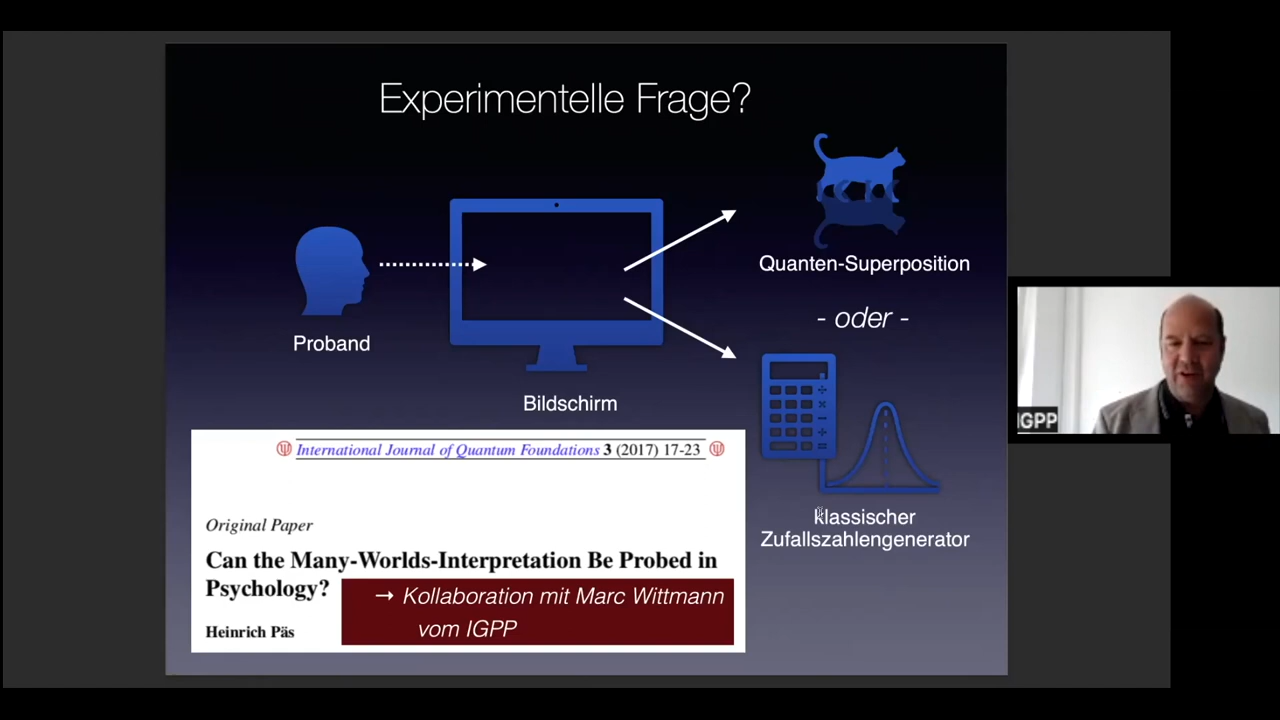 Experimentelle Frage?
Quanten-Superposition
- oder -
Proband
Bildschirm
klassischer
Zufallszahlengenerator
International Journal of Quantum Foundations 3 (2017) 17-23
Original Paper
Can the Many-Worlds-Interpretation Be Probed in
Psychology?
→ Kollaboration mit Marc Wittmann
vom IGPP
Heinrich Päs
IGPP